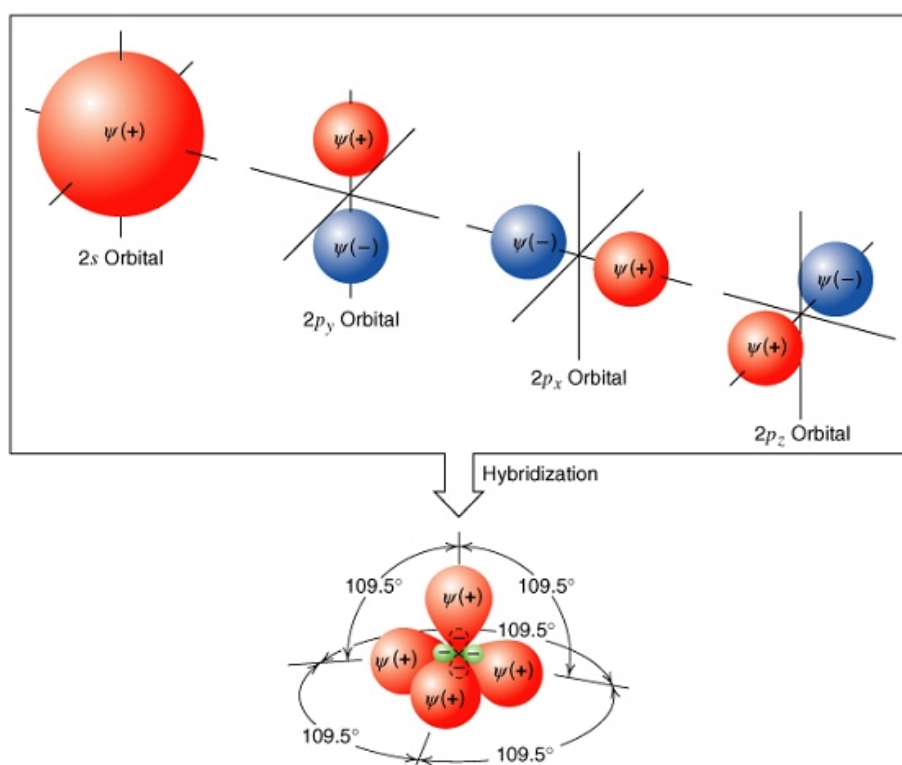 ψ(+)
2s Orbital
ψ(+)
ψ(−)
2p_y Orbital
ψ(−)
ψ(+)
2p_x Orbital
ψ(−)
ψ(+)
2p_z Orbital
Hybridization
109.5°
109.5°
ψ(+)
109.5°
−
−
−
−
ψ(+)
ψ(+)
ψ(+)
109.5°
109.5°